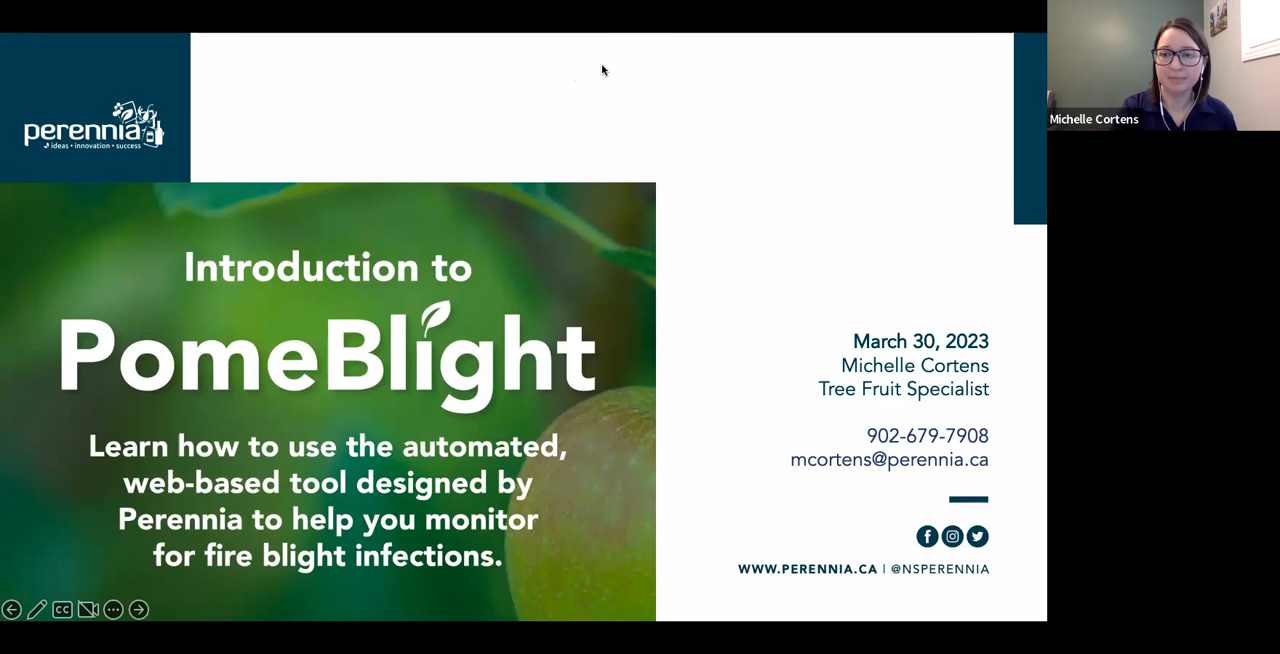 perennia
ideas • innovation • success
Introduction to
PomeBlight
Learn how to use the automated,
web-based tool designed by
Perennia to help you monitor
for fire blight infections.
March 30, 2023
Michelle Cortens
Tree Fruit Specialist
902-679-7908
mcortens@perennia.ca
WWW.PERENNIA.CA | @NSPERENNIA
CC
Michelle Cortens